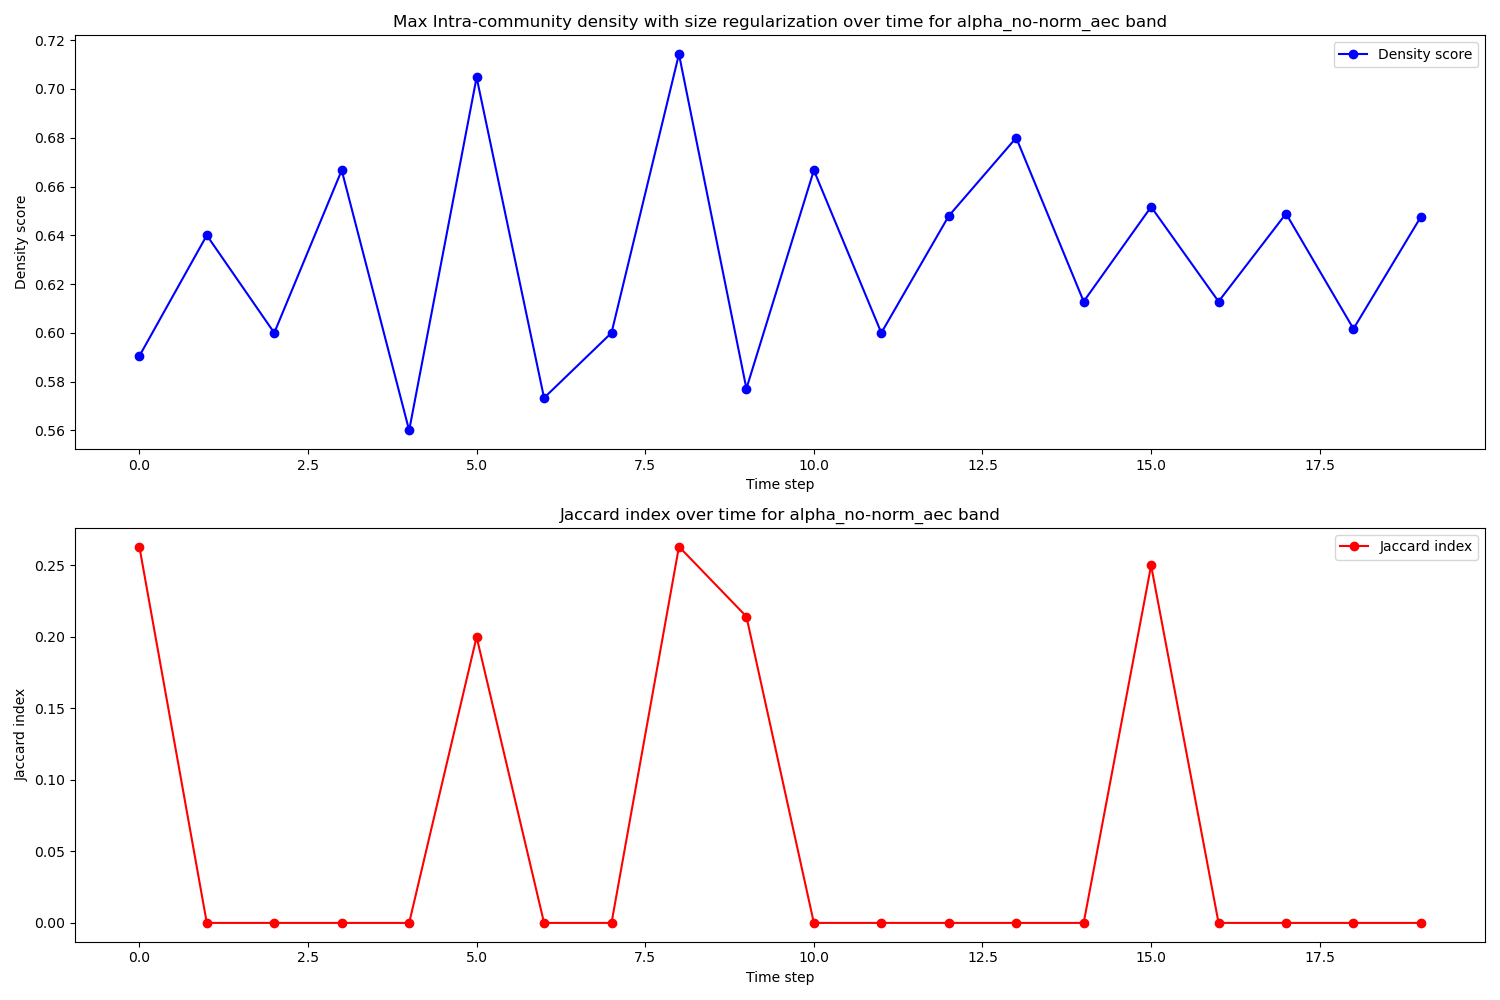 Max Intra-community density with size regularization over time for alpha_no-norm_aec band
0.72
0.70
0.68
0.66
0.64
0.62
0.60
0.58
0.56
Density score
Density score
0.0 2.5 5.0 7.5 10.0 12.5 15.0 17.5
Time step
Jaccard index over time for alpha_no-norm_aec band
0.25
0.20
0.15
0.10
0.05
0.00
Jaccard index
Jaccard index
0.0 2.5 5.0 7.5 10.0 12.5 15.0 17.5
Time step